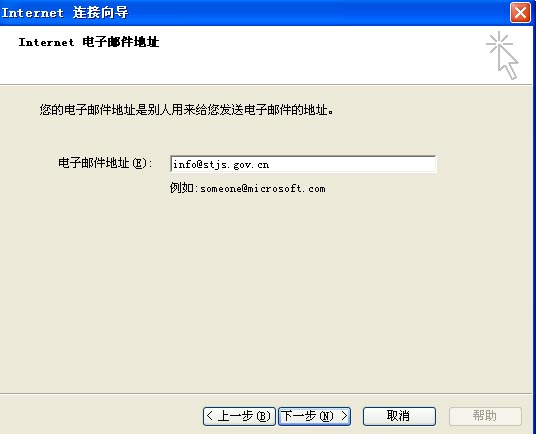 Internet 连接向导
Internet 电子邮件地址
您的电子邮件地址是别人用来给您发送电子邮件的地址。
电子邮件地址(E): info@stjs.gov.cn
例如:someone@microsoft.com
< 上一步(B) 下一步(N) > 取消 帮助